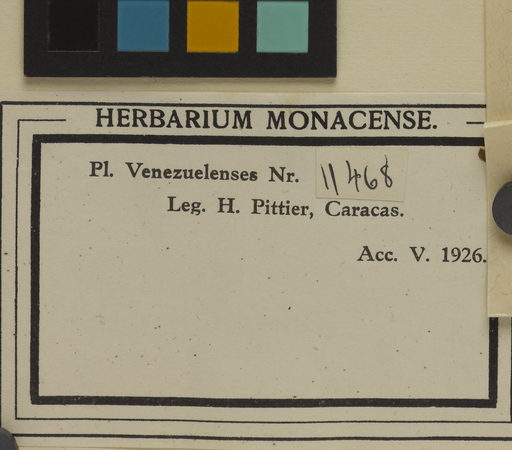 HERBARIUM MONACENSE.
Pl. Venezuelenses Nr. 11468
Leg. H. Pittier, Caracas.
Acc. V. 1926.